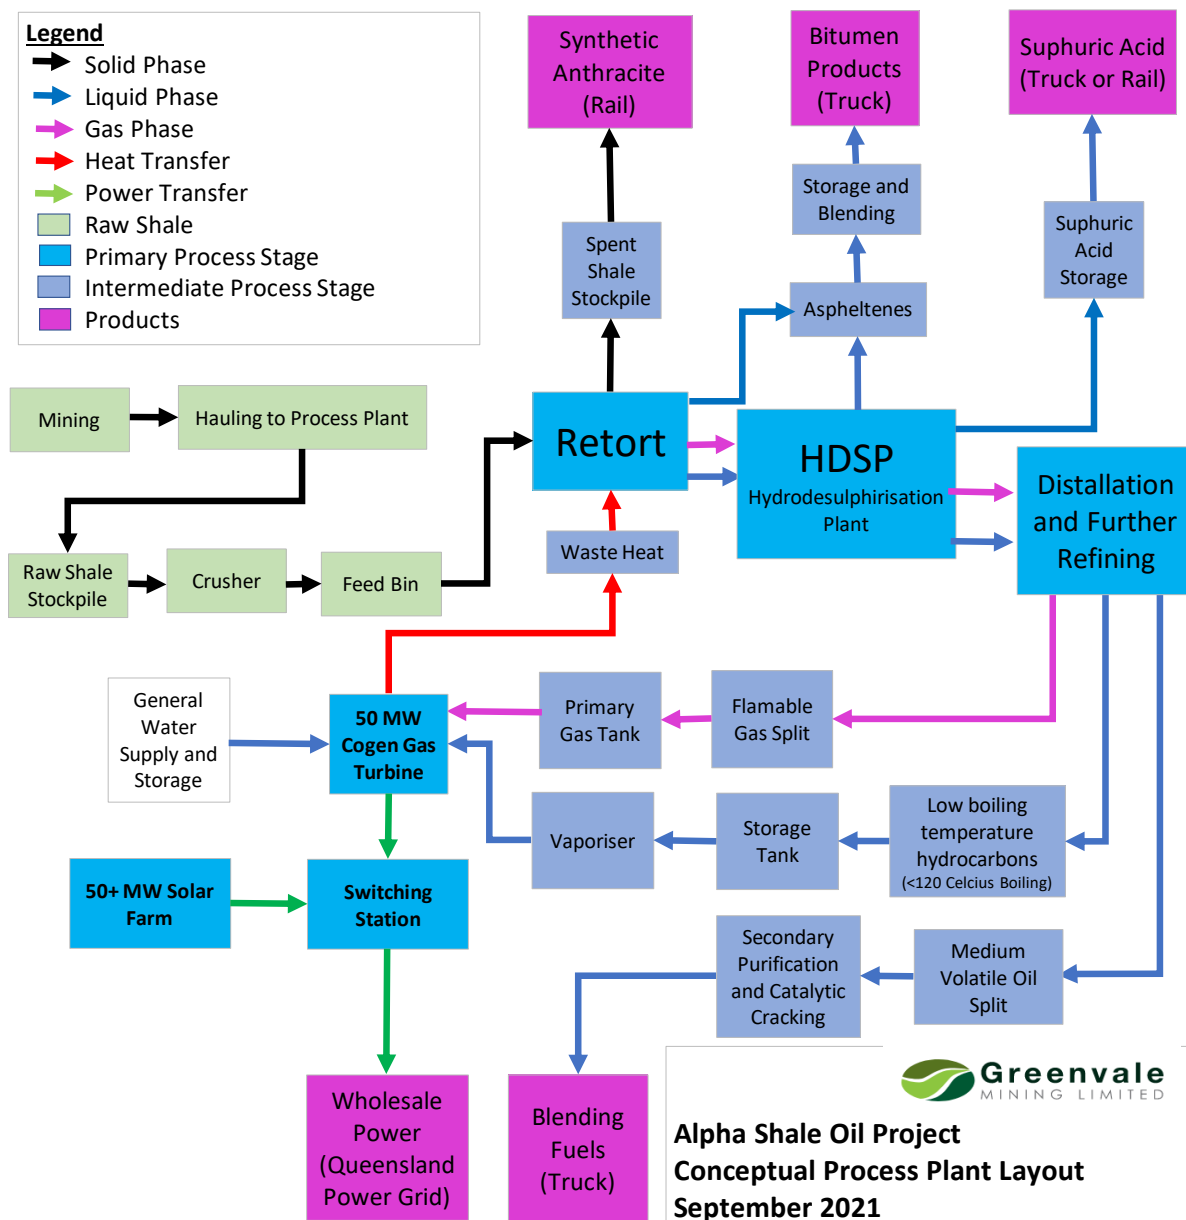 Legend
Solid Phase
Liquid Phase
Gas Phase
Heat Transfer
Power Transfer
Raw Shale
Primary Process Stage
Intermediate Process Stage
Products
Synthetic
Anthracite
(Rail)
Bitumen
Products
(Truck)
Suphuric Acid
(Truck or Rail)
Storage and
Blending
Spent
Shale
Stockpile
Suphuric
Acid
Storage
Aspheltenes
Mining
Hauling to Process Plant
Retort
HDSP
Hydrodesulphirisation
Plant
Distallation
and Further
Refining
Waste Heat
Raw Shale
Stockpile
Crusher
Feed Bin
General
Water
Supply and
Storage
50 MW
Cogen Gas
Turbine
Primary
Gas Tank
Flamable
Gas Split
Vaporiser
Storage
Tank
Low boiling
temperature
hydrocarbons
(<120 Celcius Boiling)
50+ MW Solar
Farm
Switching
Station
Secondary
Purification
and Catalytic
Cracking
Medium
Volatile Oil
Split
Wholesale
Power
(Queensland
Power Grid)
Blending
Fuels
(Truck)
Greenvale
MINING LIMITED
Alpha Shale Oil Project
Conceptual Process Plant Layout
September 2021